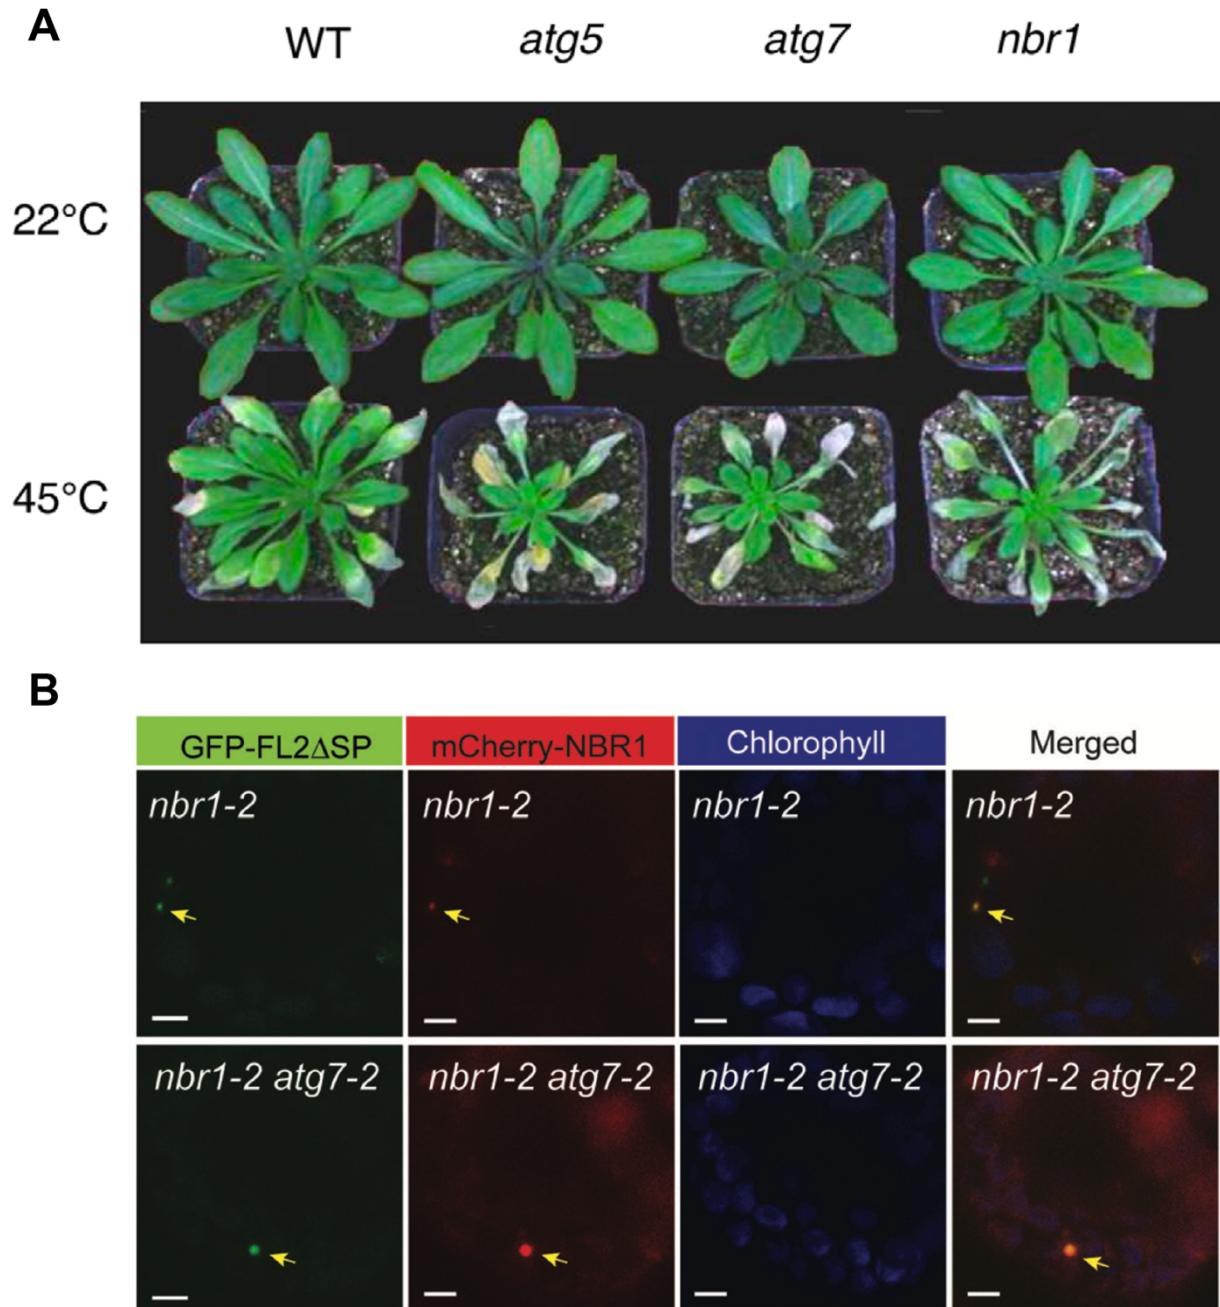 A
WT atg5 atg7 nbr1
22°C
45°C
B
GFP-FL2ΔSP mCherry-NBR1 Chlorophyll Merged
nbr1-2 nbr1-2 nbr1-2 nbr1-2
nbr1-2 atg7-2 nbr1-2 atg7-2 nbr1-2 atg7-2 nbr1-2 atg7-2